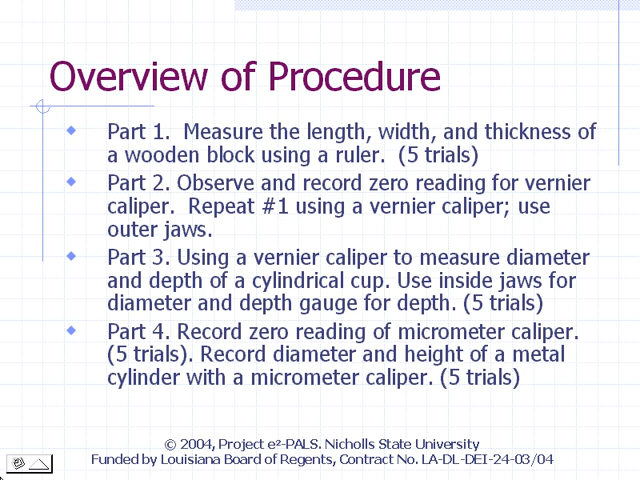 Overview of Procedure
Part 1.  Measure the length, width, and thickness of
a wooden block using a ruler.  (5 trials)
Part 2. Observe and record zero reading for vernier
caliper.  Repeat #1 using a vernier caliper; use
outer jaws.
Part 3. Using a vernier caliper to measure diameter
and depth of a cylindrical cup. Use inside jaws for
diameter and depth gauge for depth. (5 trials)
Part 4. Record zero reading of micrometer caliper.
(5 trials). Record diameter and height of a metal
cylinder with a micrometer caliper. (5 trials)
© 2004, Project e²-PALS. Nicholls State University
Funded by Louisiana Board of Regents, Contract No. LA-DL-DEI-24-03/04